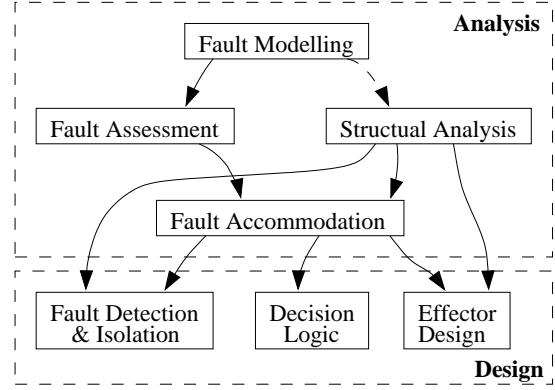 Analysis
Fault Modelling
Fault Assessment
Structual Analysis
Fault Accommodation
Fault Detection
& Isolation
Decision
Logic
Effector
Design
Design